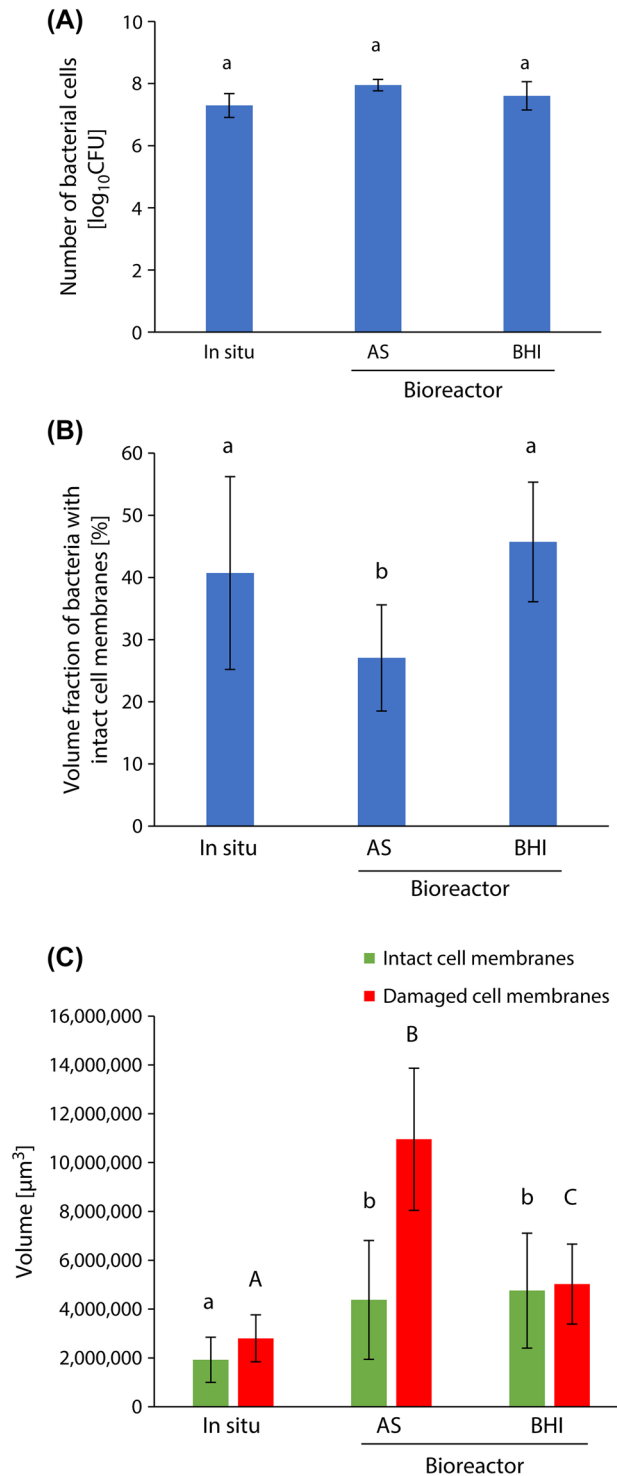 (A)
Number of bacterial cells
[log10CFU]
10
8
6
4
2
0
a
a
a
In situ
AS
BHI
Bioreactor
(B)
Volume fraction of bacteria with
intact cell membranes [%]
60
50
40
30
20
10
0
a
b
a
In situ
AS
BHI
Bioreactor
(C)
Intact cell membranes
Damaged cell membranes
Volume [µm³]
16,000,000
14,000,000
12,000,000
10,000,000
8,000,000
6,000,000
4,000,000
2,000,000
0
a
A
b
B
b
C
In situ
AS
BHI
Bioreactor